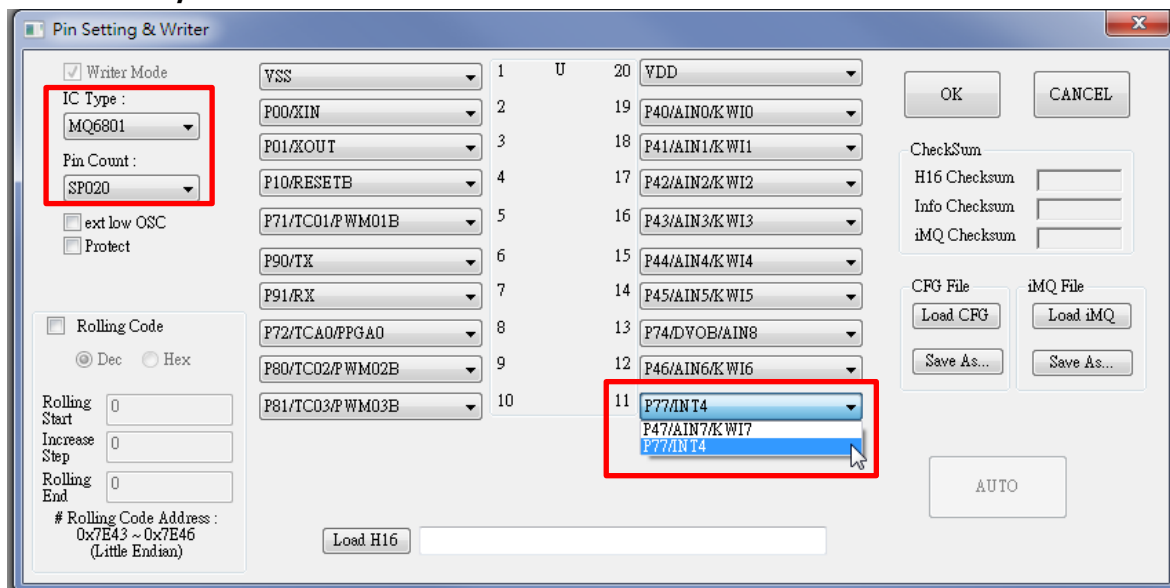 Pin Setting & Writer
Writer Mode
IC Type :
MQ6801
Pin Count :
SPO20
ext low OSC
Protect
Rolling Code
Dec Hex
Rolling Start 0
Increase Step 0
Rolling End 0
# Rolling Code Address :
0x7E43 ~ 0x7E46
(Little Endian)
VSS 1 U 20 VDD
P00/XIN 2 19 P40/AIN0/KWI0
P01/XOUT 3 18 P41/AIN1/KWI1
P10/RESETB 4 17 P42/AIN2/KWI2
P71/TC01/PWM01B 5 16 P43/AIN3/KWI3
P90/TX 6 15 P44/AIN4/KWI4
P91/RX 7 14 P45/AIN5/KWI5
P72/TCA0/PPGA0 8 13 P74/DVOB/AIN8
P80/TC02/PWM02B 9 12 P46/AIN6/KWI6
P81/TC03/PWM03B 10 11 P77/INT4
P47/AIN7/KWI7
P77/INT4
Load H16
OK CANCEL
CheckSum
H16 Checksum
Info Checksum
iMQ Checksum
CFG File iMQ File
Load CFG Load iMQ
Save As... Save As...
AUTO